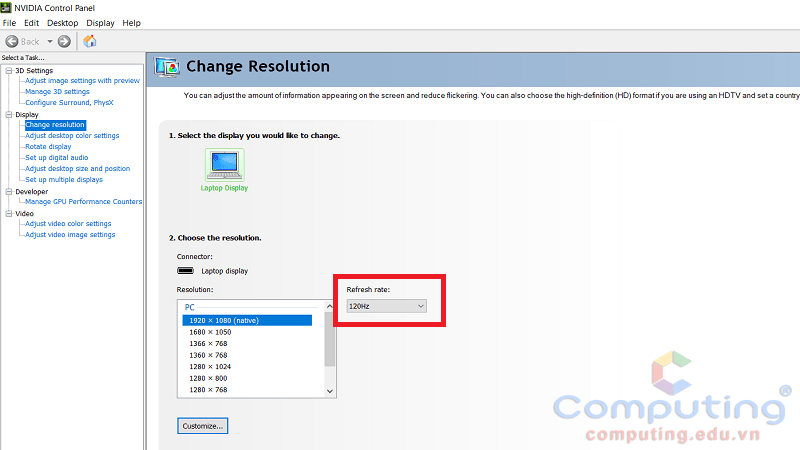 NVIDIA Control Panel
File Edit Desktop Display Help
Back
Select a Task...
3D Settings
Adjust image settings with preview
Manage 3D settings
Configure Surround, PhysX
Display
Change resolution
Adjust desktop color settings
Rotate display
Set up digital audio
Adjust desktop size and position
Set up multiple displays
Developer
Manage GPU Performance Counters
Video
Adjust video color settings
Adjust video image settings
Change Resolution
You can adjust the amount of information appearing on the screen and reduce flickering. You can also choose the high-definition (HD) format if you are using an HDTV and set a country
1. Select the display you would like to change.
Laptop Display
2. Choose the resolution.
Connector:
Laptop display
Resolution:
PC
1920 × 1080 (native)
1680 × 1050
1366 × 768
1360 × 768
1280 × 1024
1280 × 800
1280 × 768
Refresh rate:
120Hz
Customize...
Computing®
computing.edu.vn